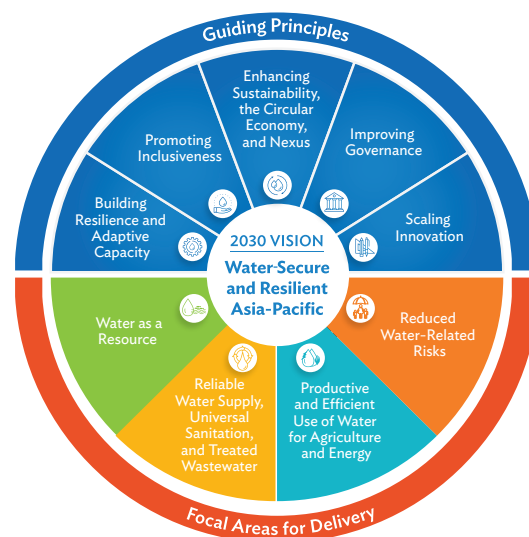 Guiding Principles
Enhancing
Sustainability,
the Circular
Economy,
and Nexus
Promoting
Inclusiveness
Improving
Governance
Building
Resilience and
Adaptive
Capacity
Scaling
Innovation
2030 VISION
Water-Secure
and Resilient
Asia-Pacific
Water as a
Resource
Reliable
Water Supply,
Universal
Sanitation,
and Treated
Wastewater
Productive
and Efficient
Use of Water
for Agriculture
and Energy
Reduced
Water-Related
Risks
Focal Areas for Delivery